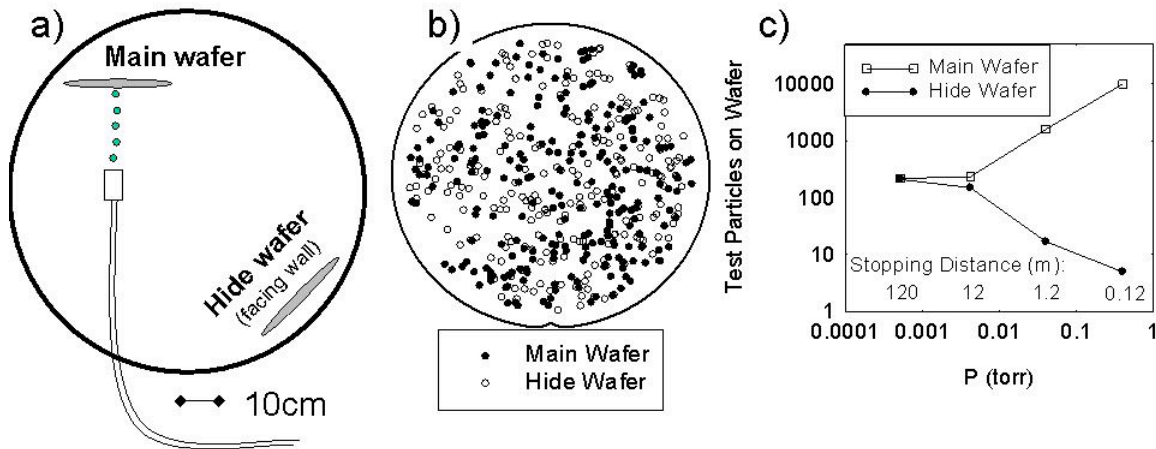 a)
Main wafer
Hide wafer
(facing wall)
10cm
b)
Main Wafer
Hide Wafer
c)
Test Particles on Wafer
Main Wafer
Hide Wafer
10000
1000
100
10
1
Stopping Distance (m):
120 12 1.2 0.12
0.0001 0.001 0.01 0.1 1
P (torr)